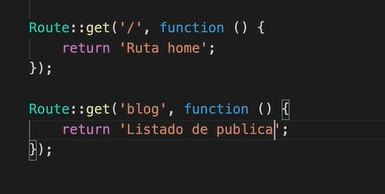 Route::get('/', function () {
    return 'Ruta home';
});
Route::get('blog', function () {
    return 'Listado de publica';
});